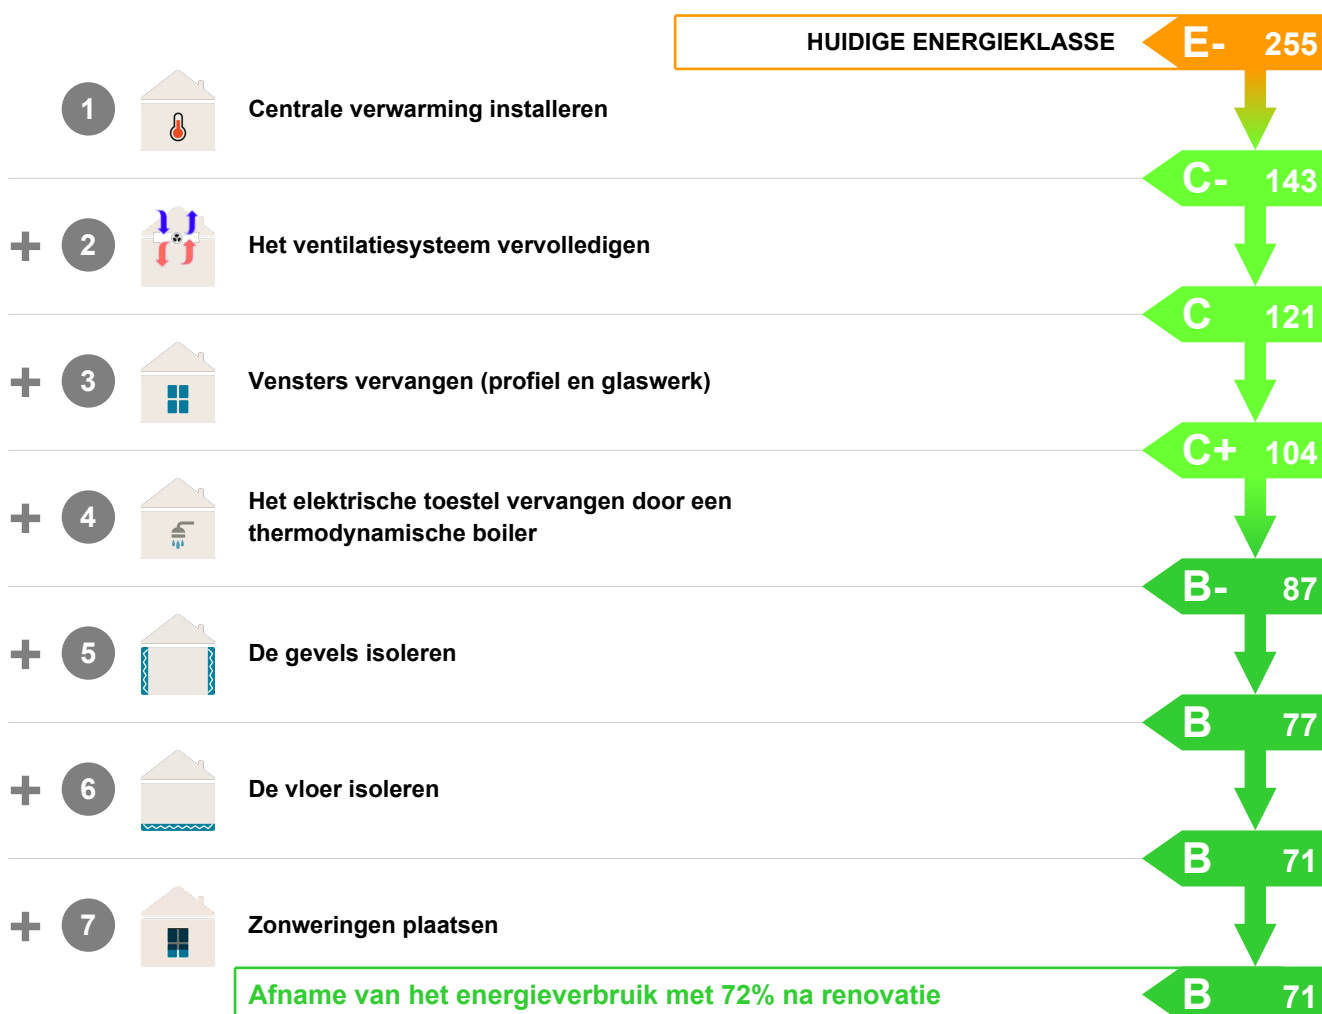 HUIDIGE ENERGIEKLASSE E- 255
1 Centrale verwarming installeren
C- 143
+ 2 Het ventilatiesysteem vervolledigen
C 121
+ 3 Vensters vervangen (profiel en glaswerk)
C+ 104
+ 4 Het elektrische toestel vervangen door een
thermodynamische boiler
B- 87
+ 5 De gevels isoleren
B 77
+ 6 De vloer isoleren
B 71
+ 7 Zonweringen plaatsen
Afname van het energieverbruik met 72% na renovatie B 71